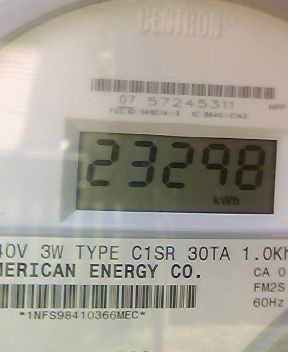 CENTRON
07 57245311
23298
kWh
40V 3W TYPE C1SR 30TA 1.0Kh
MERICAN ENERGY CO.
CA 0
FM2S
60Hz
*1NFS98410366MEC*